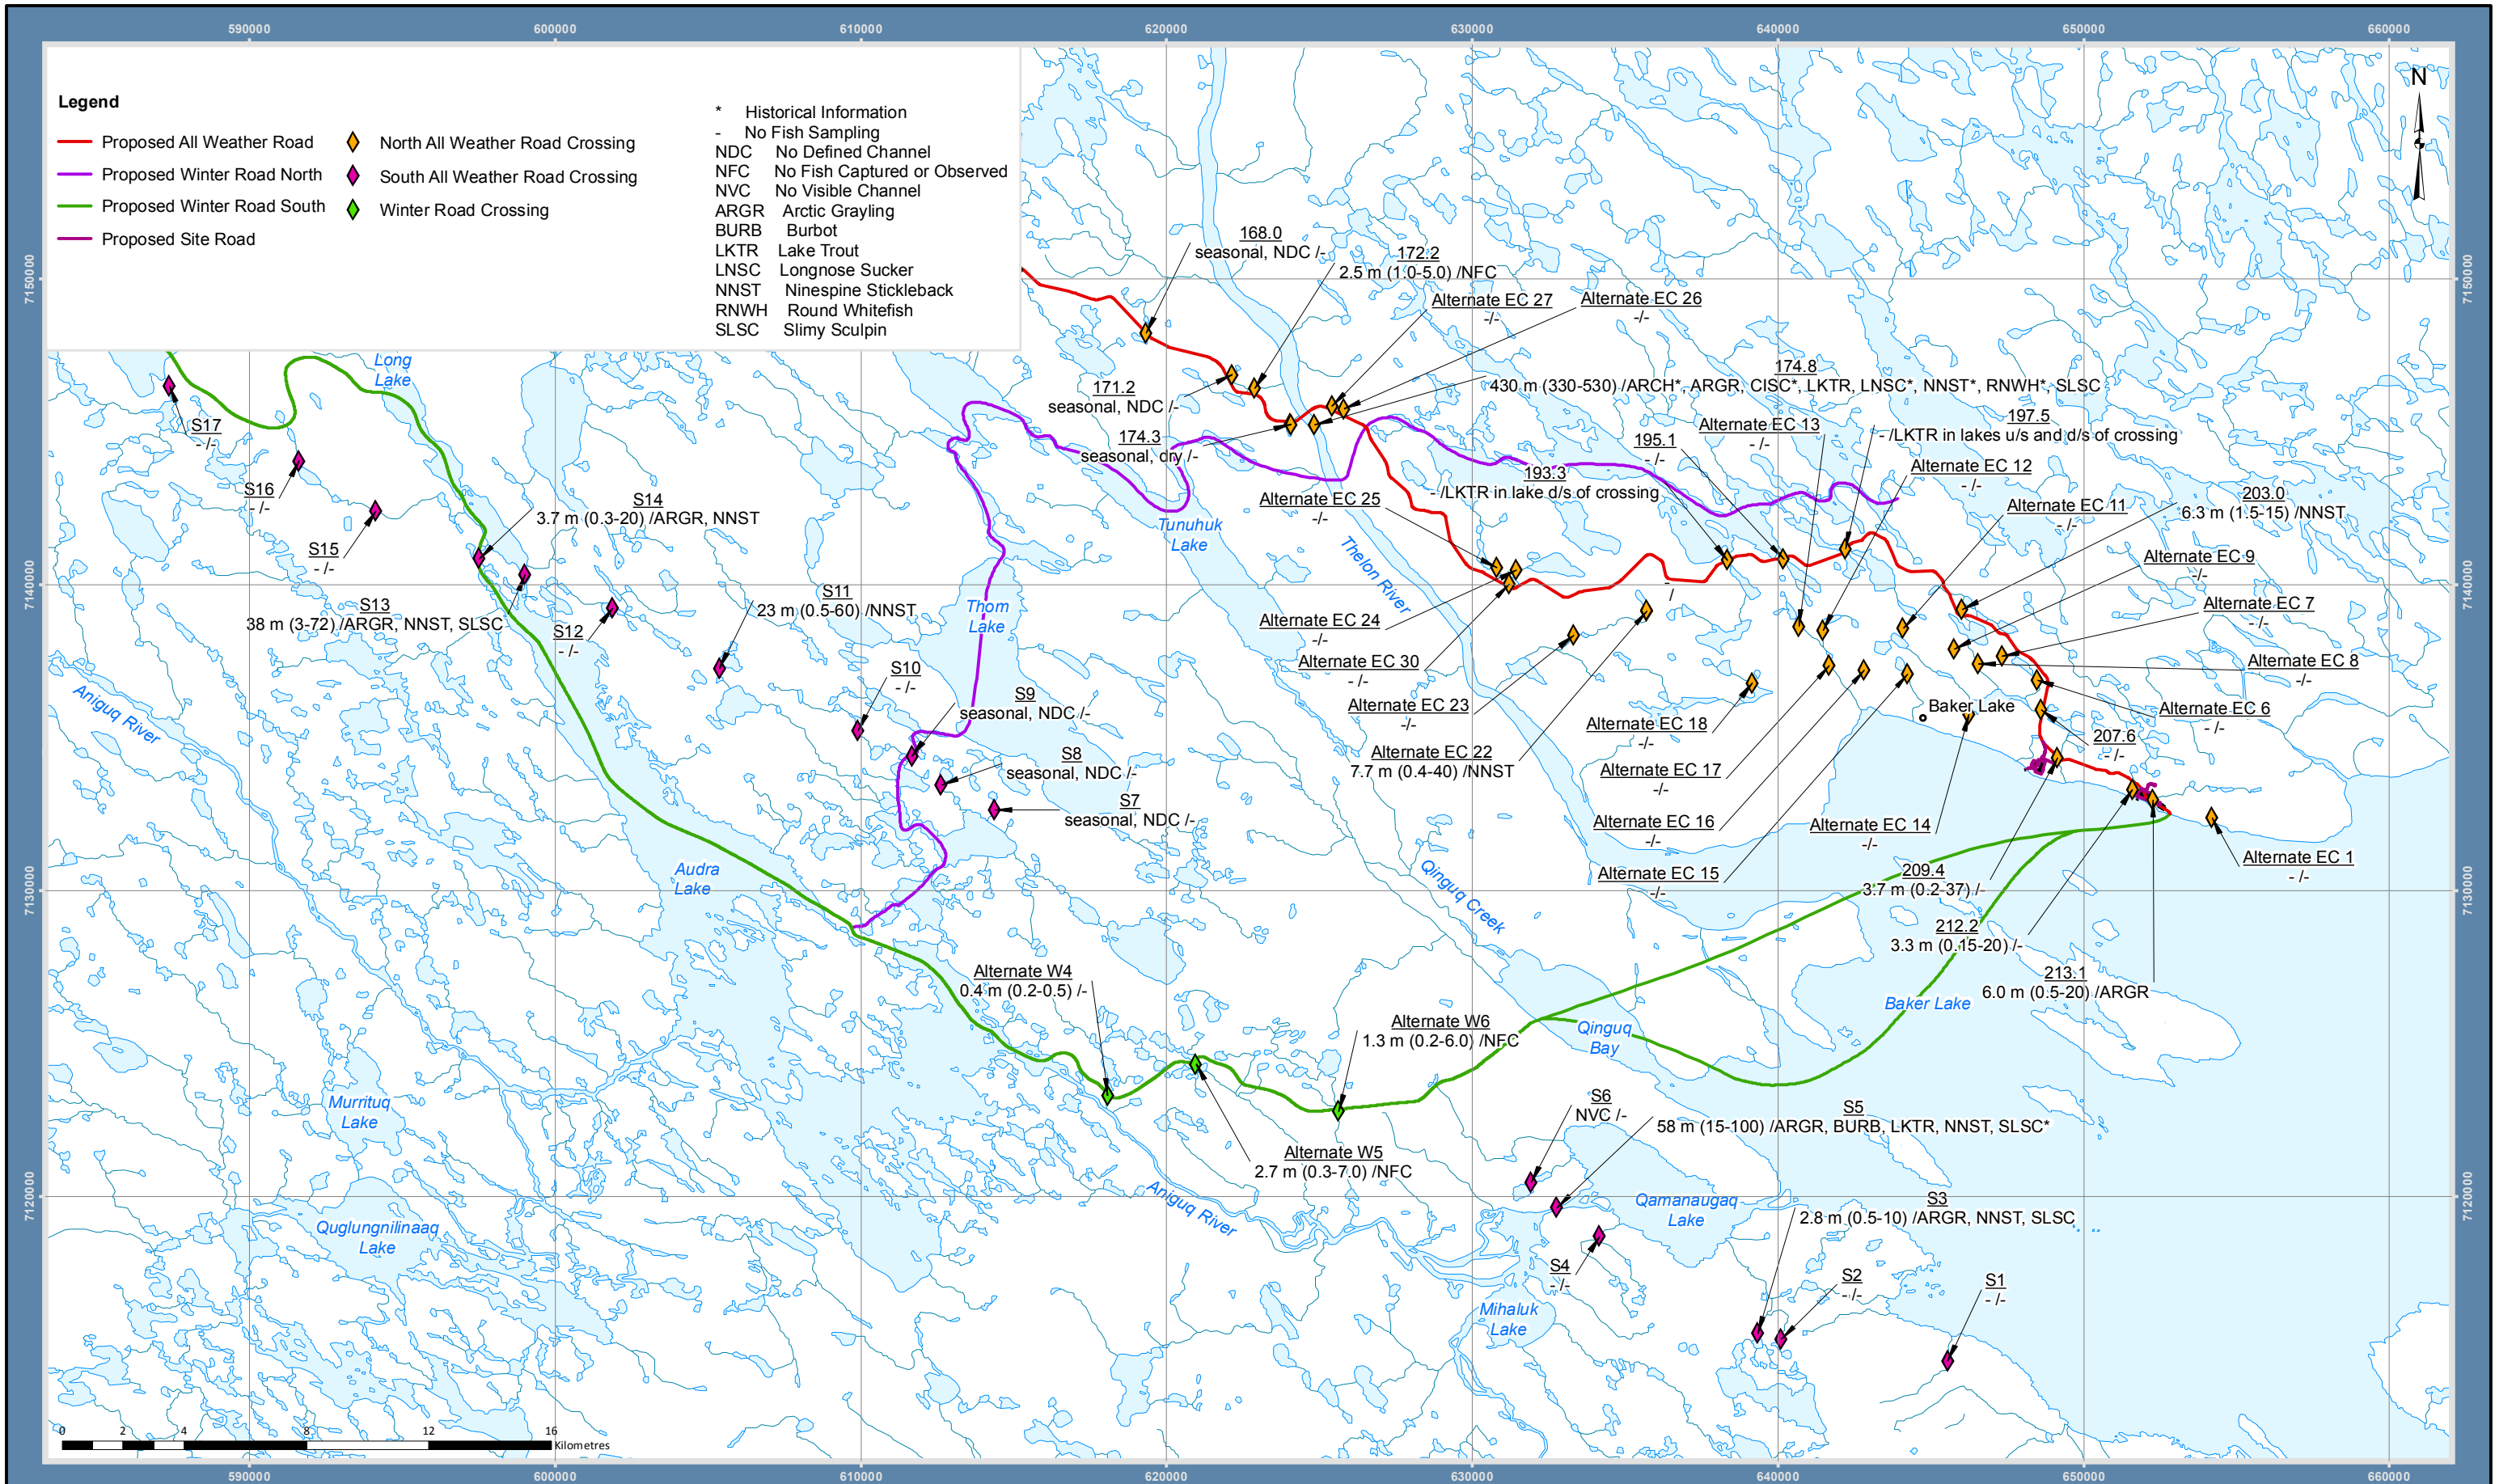 590000 600000 610000 620000 630000 640000 650000 660000
N
Legend
Proposed All Weather Road
Proposed Winter Road North
Proposed Winter Road South
Proposed Site Road
North All Weather Road Crossing
South All Weather Road Crossing
Winter Road Crossing
* Historical Information
- No Fish Sampling
NDC No Defined Channel
NFC No Fish Captured or Observed
NVC No Visible Channel
ARGR Arctic Grayling
BURB Burbot
LKTR Lake Trout
LNSC Longnose Sucker
NNST Ninespine Stickleback
RNWH Round Whitefish
SLSC Slimy Sculpin
7150000
7150000
168.0
seasonal, NDC /-
172.2
2.5 m (1.0-5.0) /NFC
Alternate EC 27
-/-
Alternate EC 26
-/-
171.2
seasonal, NDC /-
174.8
430 m (330-530) /ARCH*, ARGR, CISC*, LKTR, LNSC*, NNST*, RNWH*, SLSC
174.3
seasonal, dry /-
Alternate EC 13
- /-
197.5
- /LKTR in lakes u/s and d/s of crossing
195.1
- /-
193.3
- /LKTR in lake d/s of crossing
Alternate EC 12
- /-
Alternate EC 25
-/-
Alternate EC 11
- /-
203.0
6.3 m (1.5-15) /NNST
Long
Lake
S17
- /-
S16
- /-
S15
- /-
S14
3.7 m (0.3-20) /ARGR, NNST
Tunuhuk
Lake
Thelon River
Alternate EC 9
-/-
7140000
7140000
S13
38 m (3-72) /ARGR, NNST, SLSC
S12
- /-
S11
23 m (0.5-60) /NNST
Thom
Lake
Alternate EC 24
-/-
/
Alternate EC 7
- /-
Alternate EC 30
- /-
Alternate EC 8
-/-
S10
- /-
S9
seasonal, NDC /-
Alternate EC 23
-/-
Alternate EC 18
-/-
Baker Lake
Alternate EC 6
- /-
207.6
- /-
Aniguq River
S8
seasonal, NDC /-
Alternate EC 22
7.7 m (0.4-40) /NNST
Alternate EC 17
-/-
S7
seasonal, NDC /-
Alternate EC 16
-/-
Alternate EC 14
-/-
Alternate EC 1
- /-
Audra
Lake
Qinguq Creek
Alternate EC 15
-/-
209.4
3.7 m (0.2-37) /-
7130000
7130000
212.2
3.3 m (0.15-20) /-
Alternate W4
0.4 m (0.2-0.5) /-
213.1
6.0 m (0.5-20) /ARGR
Baker Lake
Alternate W6
1.3 m (0.2-6.0) /NFC
Qinguq
Bay
Murrituq
Lake
S6
NVC /-
S5
58 m (15-100) /ARGR, BURB, LKTR, NNST, SLSC*
Alternate W5
2.7 m (0.3-7.0) /NFC
7120000
7120000
Aniguq River
Qamanaugaq
Lake
S3
2.8 m (0.5-10) /ARGR, NNST, SLSC
Quglungnilinaaq
Lake
S4
- /-
S2
- /-
S1
- /-
Mihaluk
Lake
0 2 4 8 12 16
Kilometres
590000 600000 610000 620000 630000 640000 650000 660000